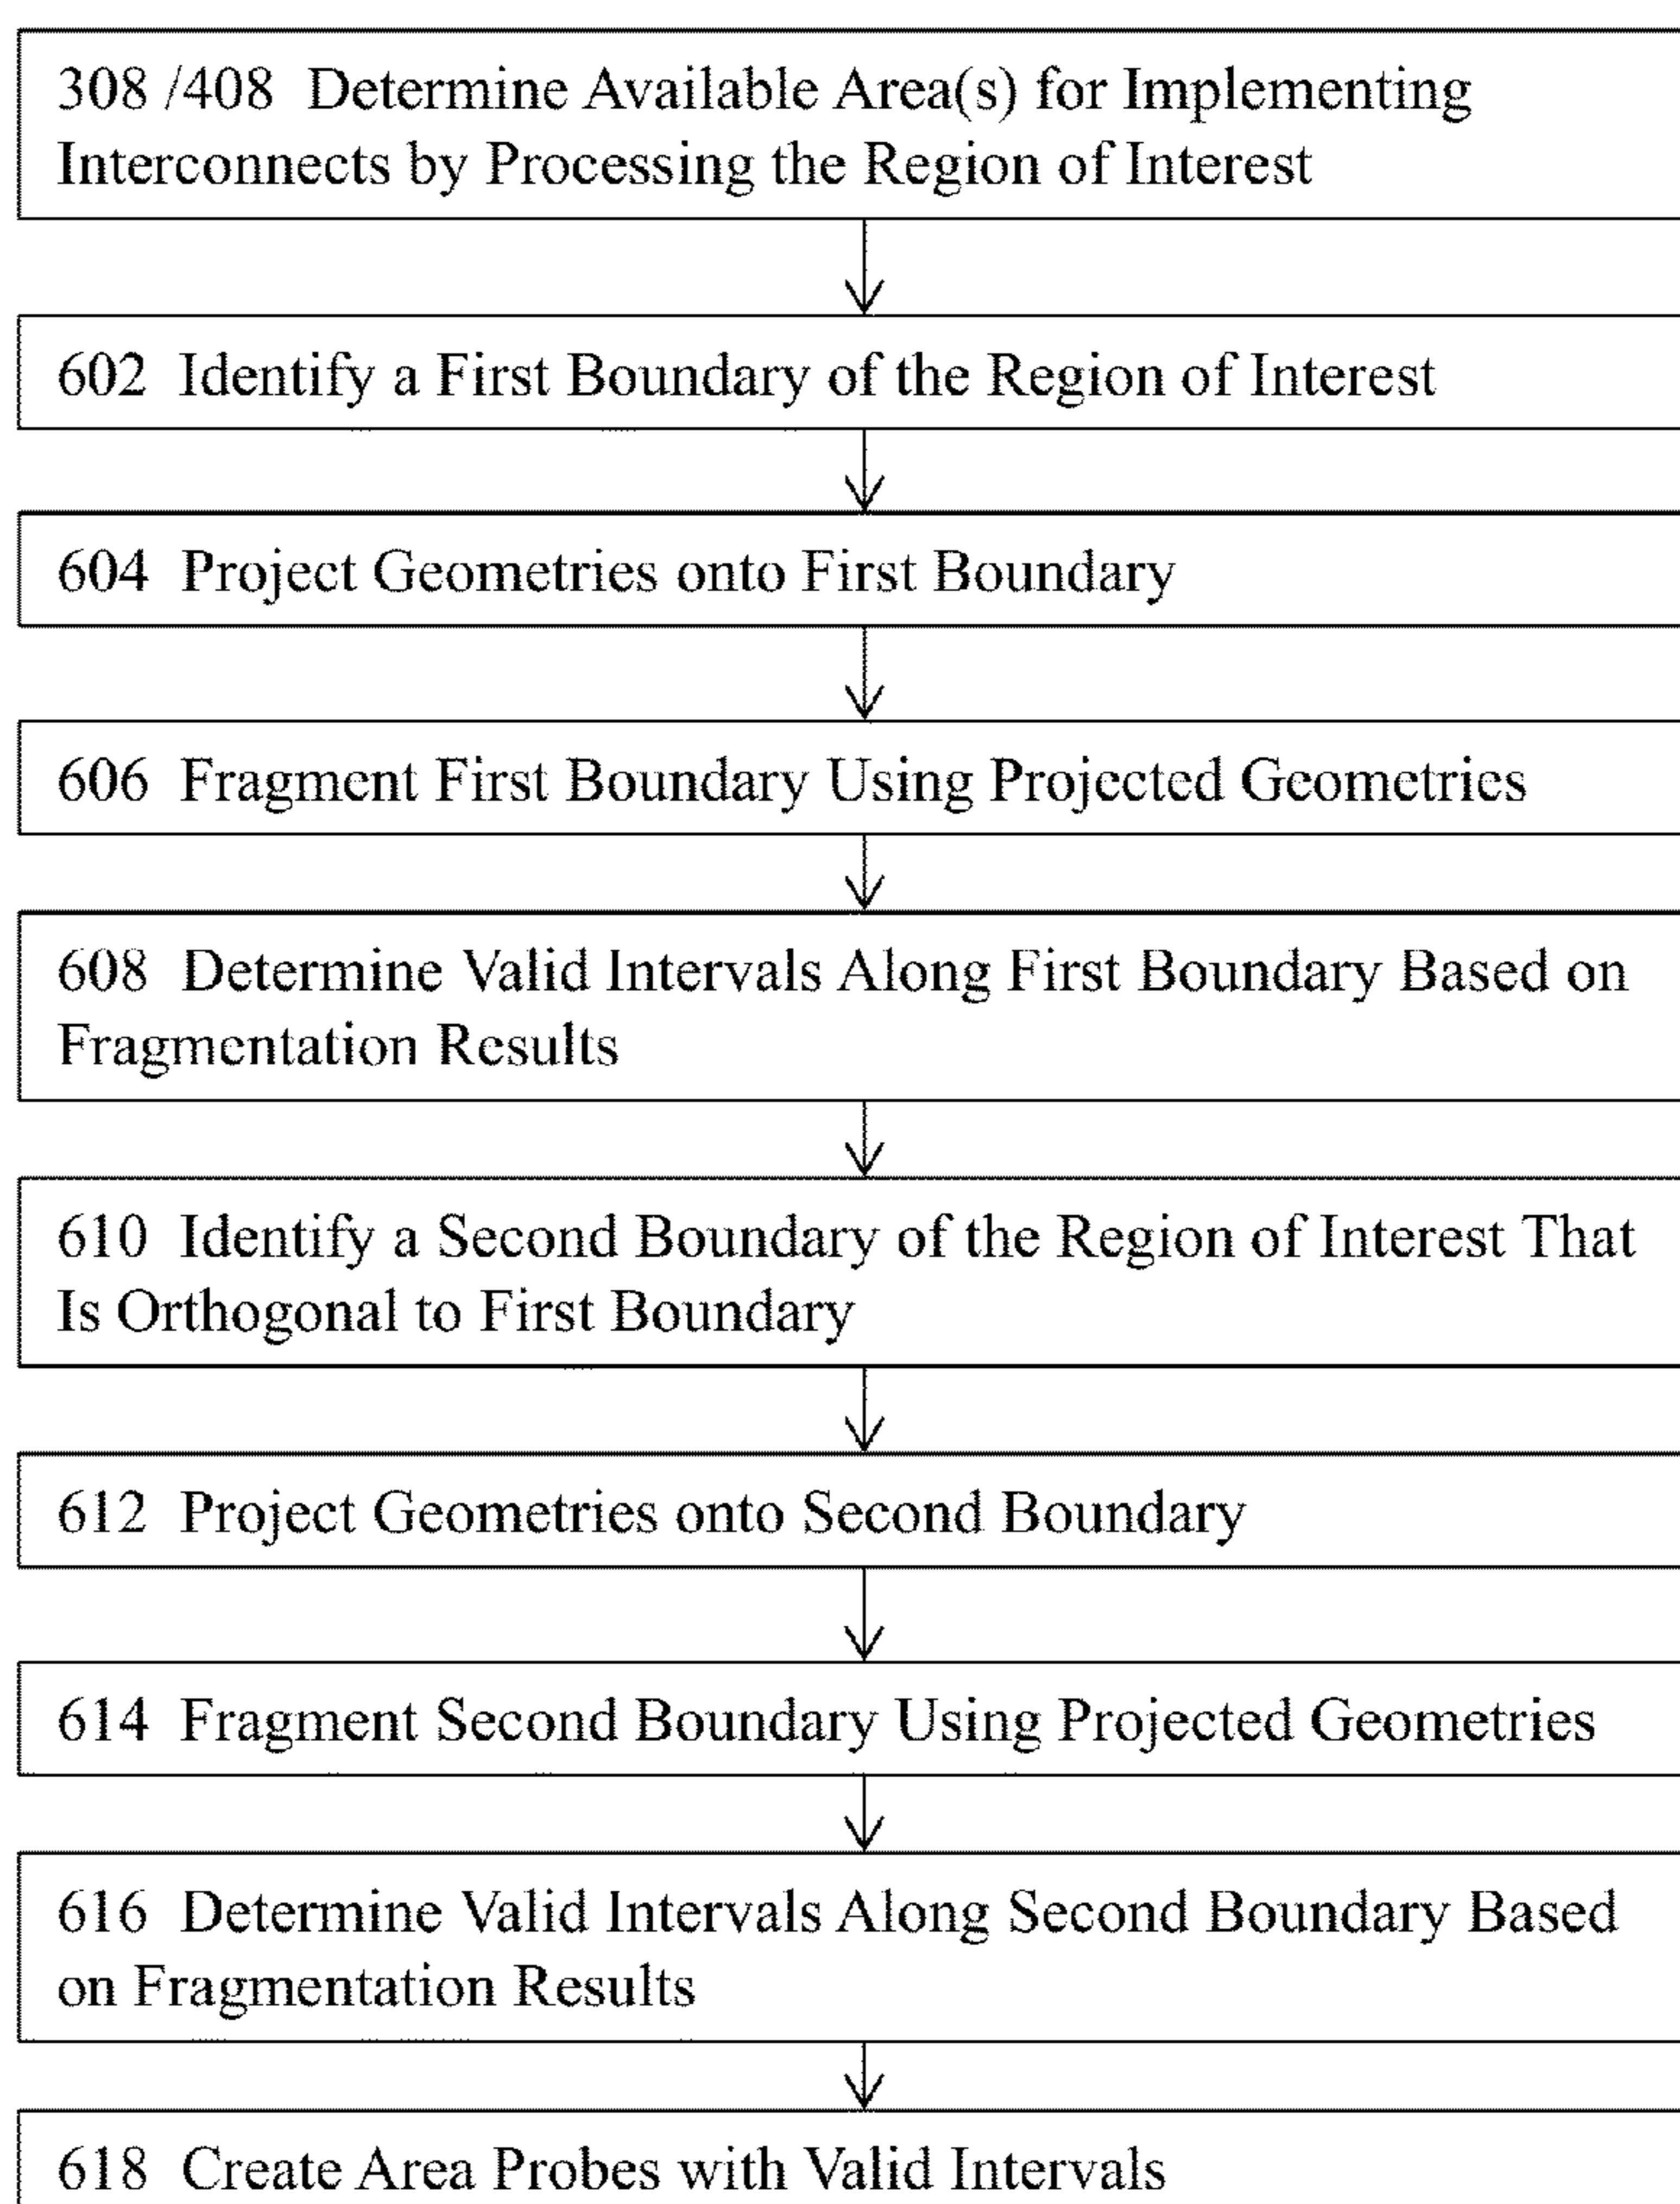 308 /408 Determine Available Area(s) for Implementing
Interconnects by Processing the Region of Interest
602 Identify a First Boundary of the Region of Interest
604 Project Geometries onto First Boundary
606 Fragment First Boundary Using Projected Geometries
608 Determine Valid Intervals Along First Boundary Based on
Fragmentation Results
610 Identify a Second Boundary of the Region of Interest That
Is Orthogonal to First Boundary
612 Project Geometries onto Second Boundary
614 Fragment Second Boundary Using Projected Geometries
616 Determine Valid Intervals Along Second Boundary Based
on Fragmentation Results
618 Create Area Probes with Valid Intervals